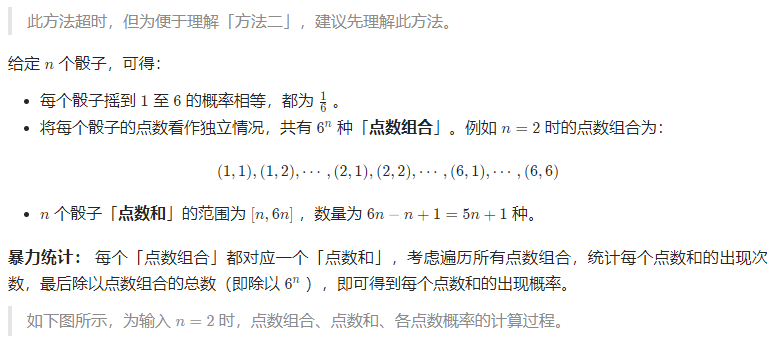 此方法超时，但为便于理解「方法二」，建议先理解此方法。
给定 n 个骰子，可得：
• 每个骰子摇到 1 至 6 的概率相等，都为 1/6 。
• 将每个骰子的点数看作独立情况，共有 6^n 种「点数组合」。例如 n = 2 时的点数组合为：
(1, 1), (1, 2), ⋯ , (2, 1), (2, 2), ⋯ , (6, 1), ⋯ , (6, 6)
• n 个骰子「点数和」的范围为 [n, 6n] ，数量为 6n − n + 1 = 5n + 1 种。
暴力统计： 每个「点数组合」都对应一个「点数和」，考虑遍历所有点数组合，统计每个点数和的出现次
数，最后除以点数组合的总数（即除以 6^n ），即可得到每个点数和的出现概率。
如下图所示，为输入 n = 2 时，点数组合、点数和、各点数概率的计算过程。